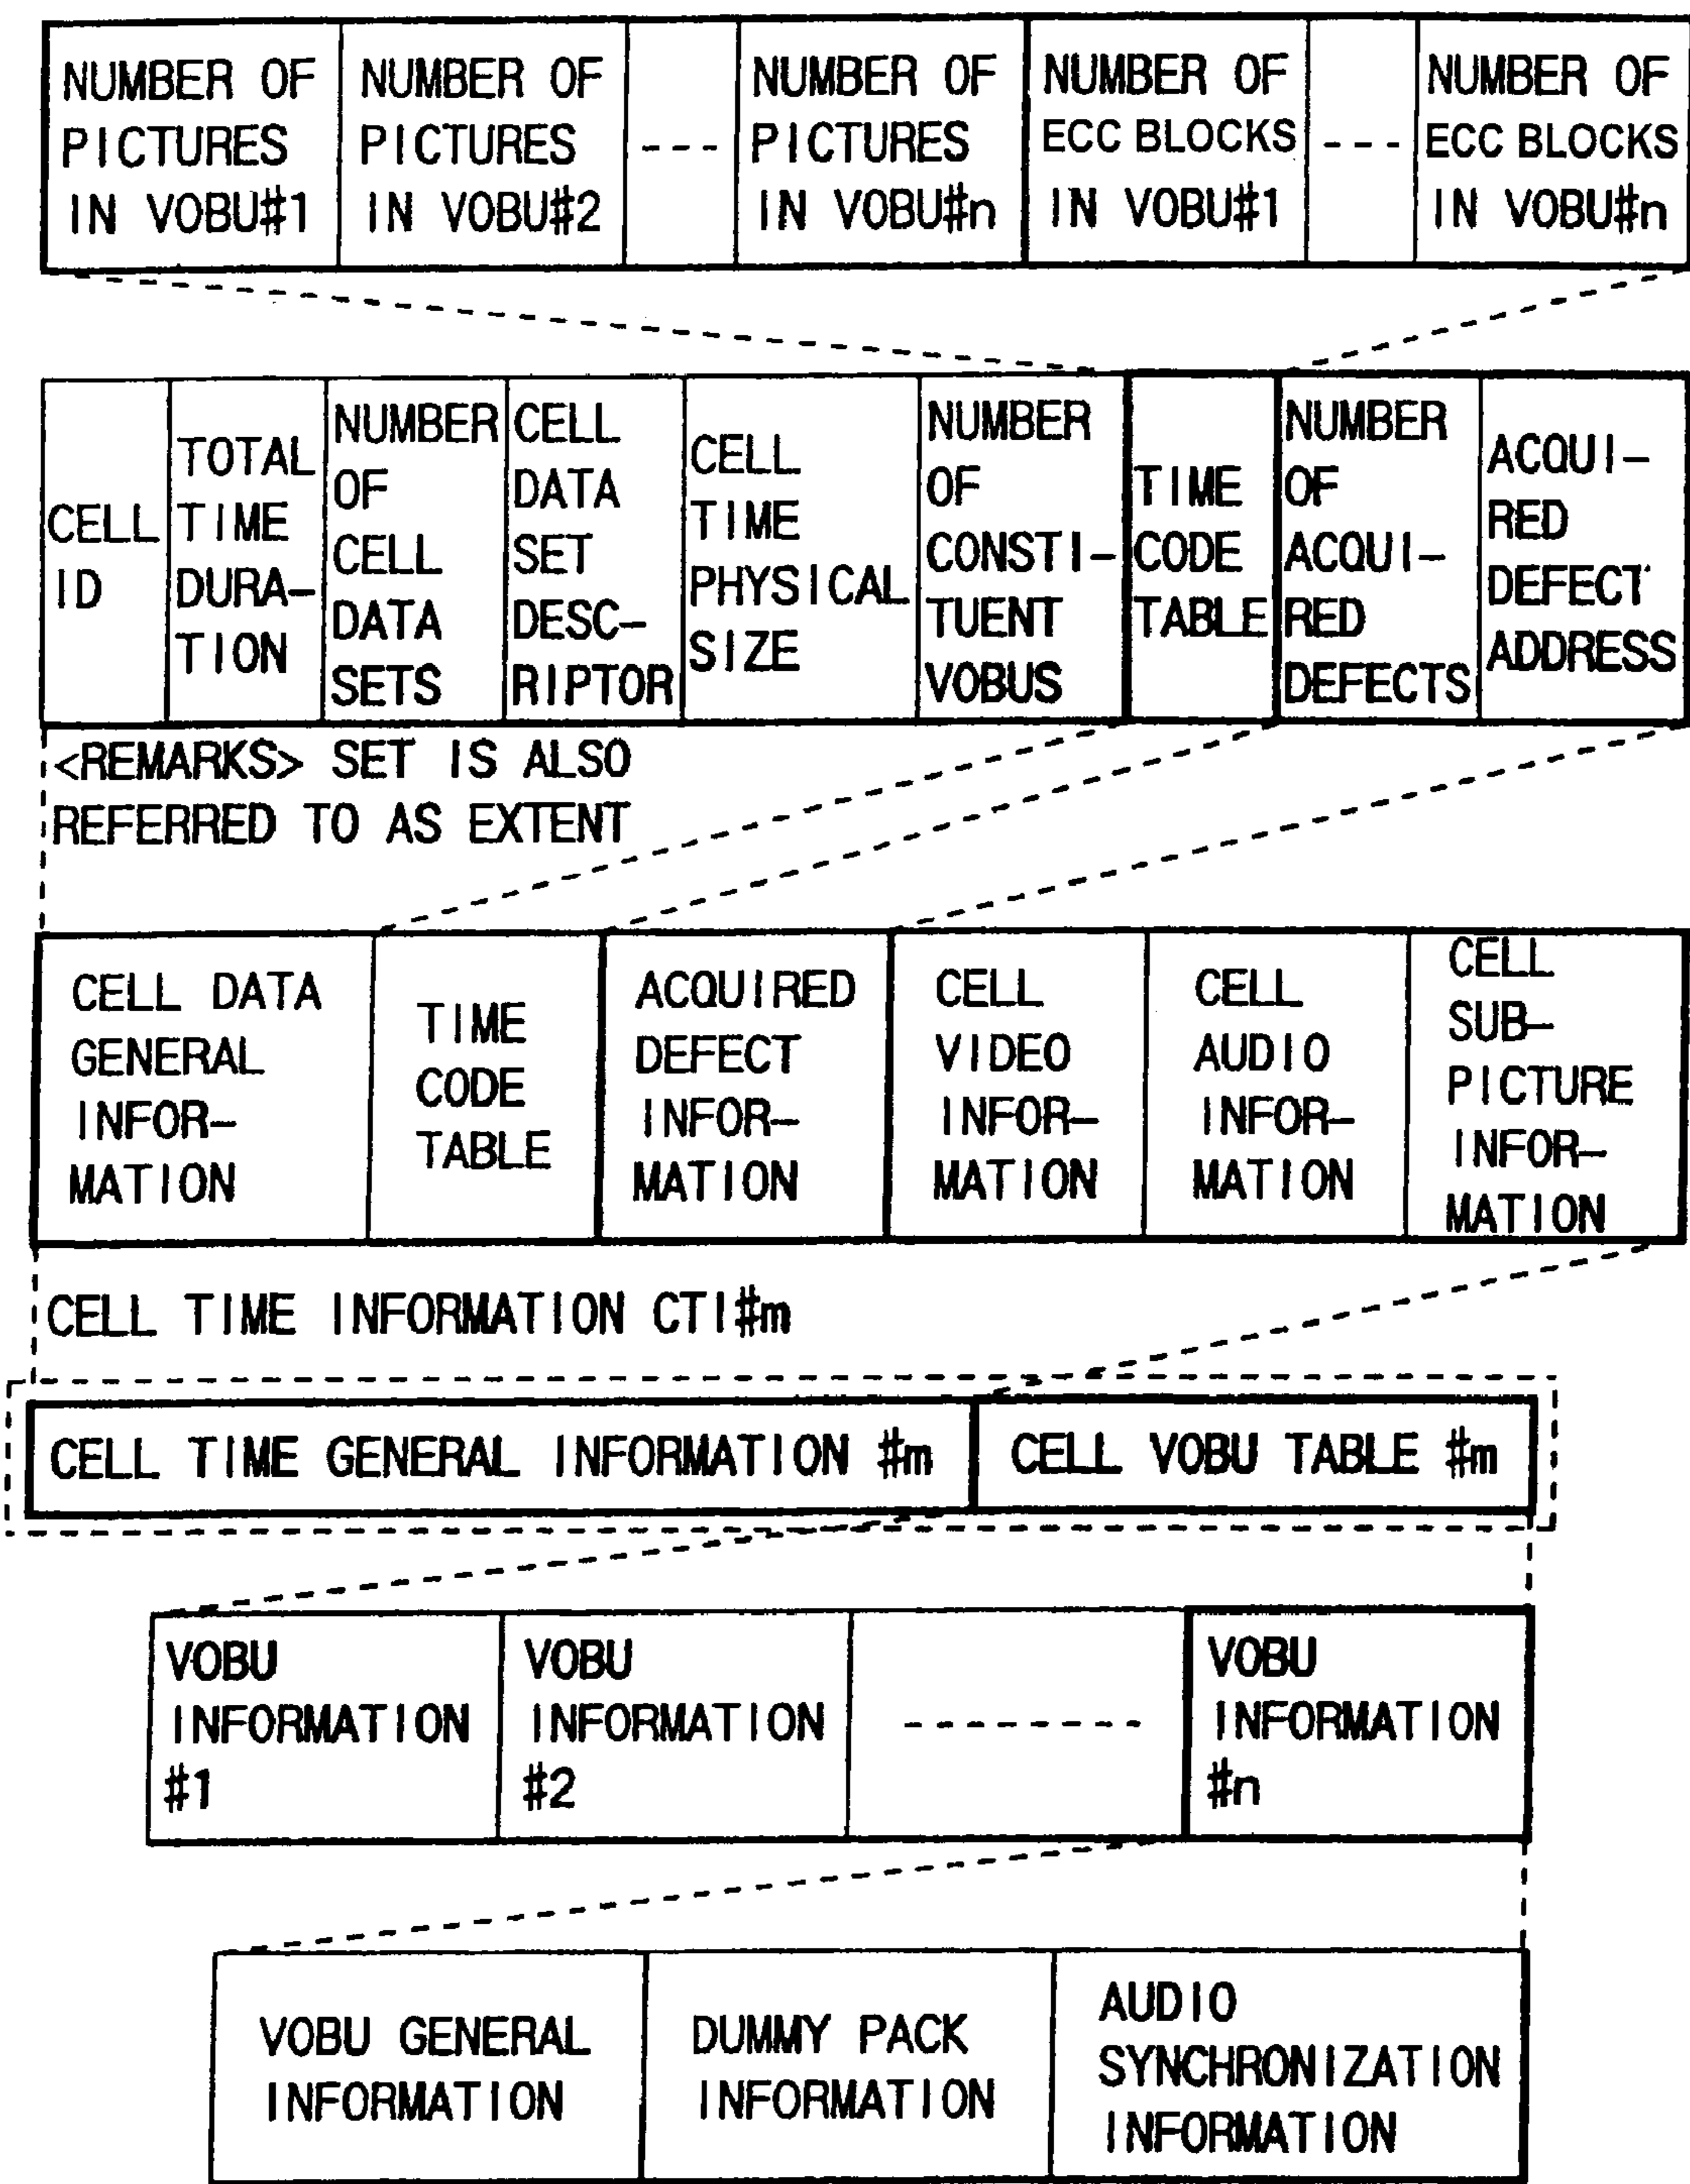 NUMBER OF
PICTURES
IN VOBU#1
NUMBER OF
PICTURES
IN VOBU#2
---
NUMBER OF
PICTURES
IN VOBU#n
NUMBER OF
ECC BLOCKS
IN VOBU#1
---
NUMBER OF
ECC BLOCKS
IN VOBU#n
CELL
ID
TOTAL
TIME
DURA-
TION
NUMBER
OF
CELL
DATA
SETS
CELL
DATA
SET
DESC-
RIPTOR
CELL
TIME
PHYSICAL
SIZE
NUMBER
OF
CONSTI-
TUENT
VOBUS
TIME
CODE
TABLE
NUMBER
OF
ACQUI-
RED
DEFECTS
ACQUI-
RED
DEFECT
ADDRESS
<REMARKS> SET IS ALSO
REFERRED TO AS EXTENT
CELL DATA
GENERAL
INFOR-
MATION
TIME
CODE
TABLE
ACQUIRED
DEFECT
INFOR-
MATION
CELL
VIDEO
INFOR-
MATION
CELL
AUDIO
INFOR-
MATION
CELL
SUB-
PICTURE
INFOR-
MATION
CELL TIME INFORMATION CTI#m
CELL TIME GENERAL INFORMATION #m
CELL VOBU TABLE #m
VOBU
INFORMATION
#1
VOBU
INFORMATION
#2
--------
VOBU
INFORMATION
#n
VOBU GENERAL
INFORMATION
DUMMY PACK
INFORMATION
AUDIO
SYNCHRONIZATION
INFORMATION